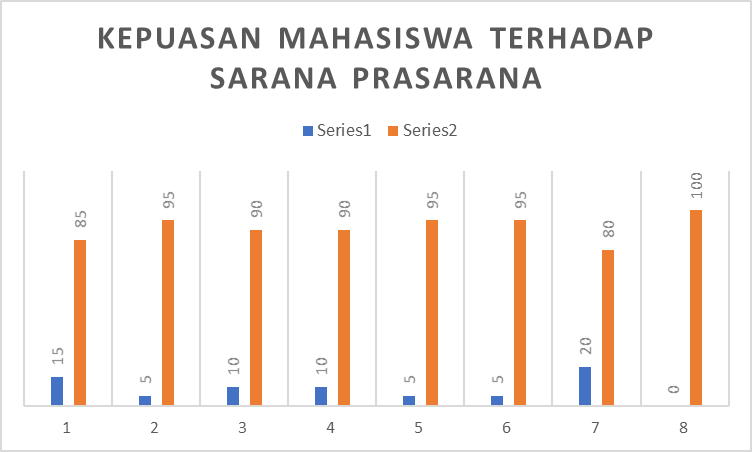 KEPUASAN MAHASISWA TERHADAP
SARANA PRASARANA
Series1 Series2
15 85 5 95 10 90 10 90 5 95 5 95 20 80 0 100
1 2 3 4 5 6 7 8